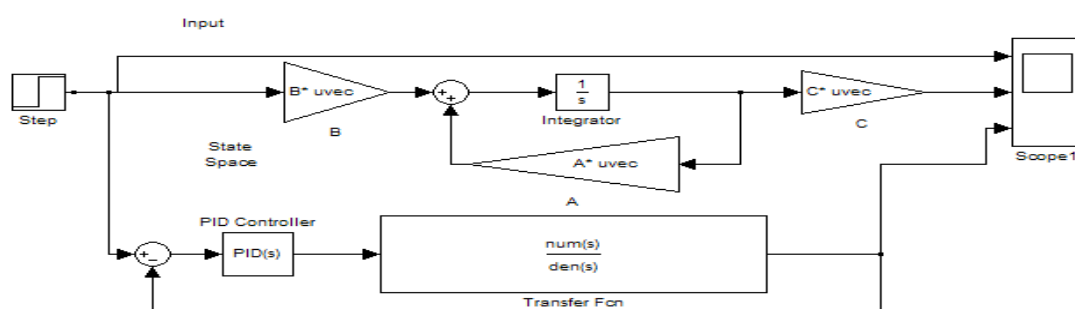 Input
B* uvec
1
s
C* uvec
Step
B
Integrator
C
State
Space
A* uvec
Scope1
A
PID Controller
PID(s)
num(s)
den(s)
Transfer Fcn